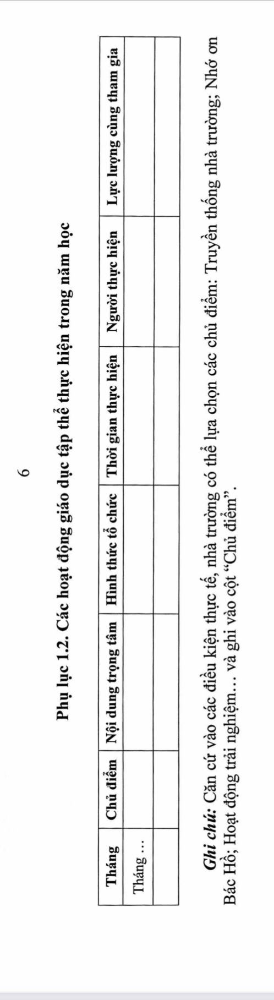 6
Phụ lục 1.2. Các hoạt động giáo dục tập thể thực hiện trong năm học
Tháng Chủ điểm Nội dung trọng tâm Hình thức tổ chức Thời gian thực hiện Người thực hiện Lực lượng cùng tham gia
Tháng …
Ghi chú: Căn cứ vào các điều kiện thực tế, nhà trường có thể lựa chọn các chủ điểm: Truyền thống nhà trường; Nhớ ơn
Bác Hồ; Hoạt động trải nghiệm… và ghi vào cột “Chủ điểm”.